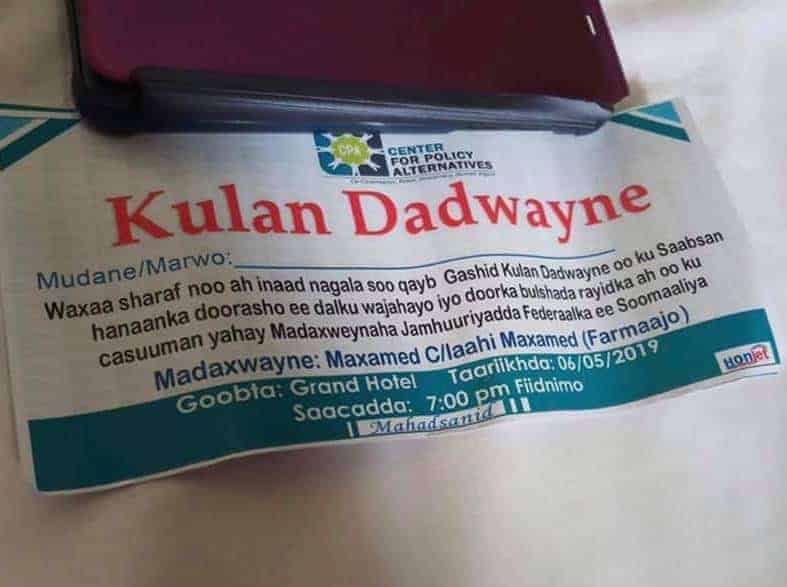 CPA
CENTER
FOR POLICY
ALTERNATIVES
Kulan Dadwayne
Mudane/Marwo:
Waxaa sharaf noo ah inaad nagala soo qayb Gashid Kulan Dadwayne oo ku Saabsan
hanaanka doorasho ee dalku wajahayo iyo doorka bulshada rayidka ah oo ku
casuuman yahay Madaxweynaha Jamhuuriyadda Federaalka ee Soomaaliya
Madaxwayne: Maxamed C/laahi Maxamed (Farmaajo)
Goobta: Grand Hotel Taariikhda: 06/05/2019
Saacadda: 7:00 pm Fiidnimo
Mahadsanid
Honjet